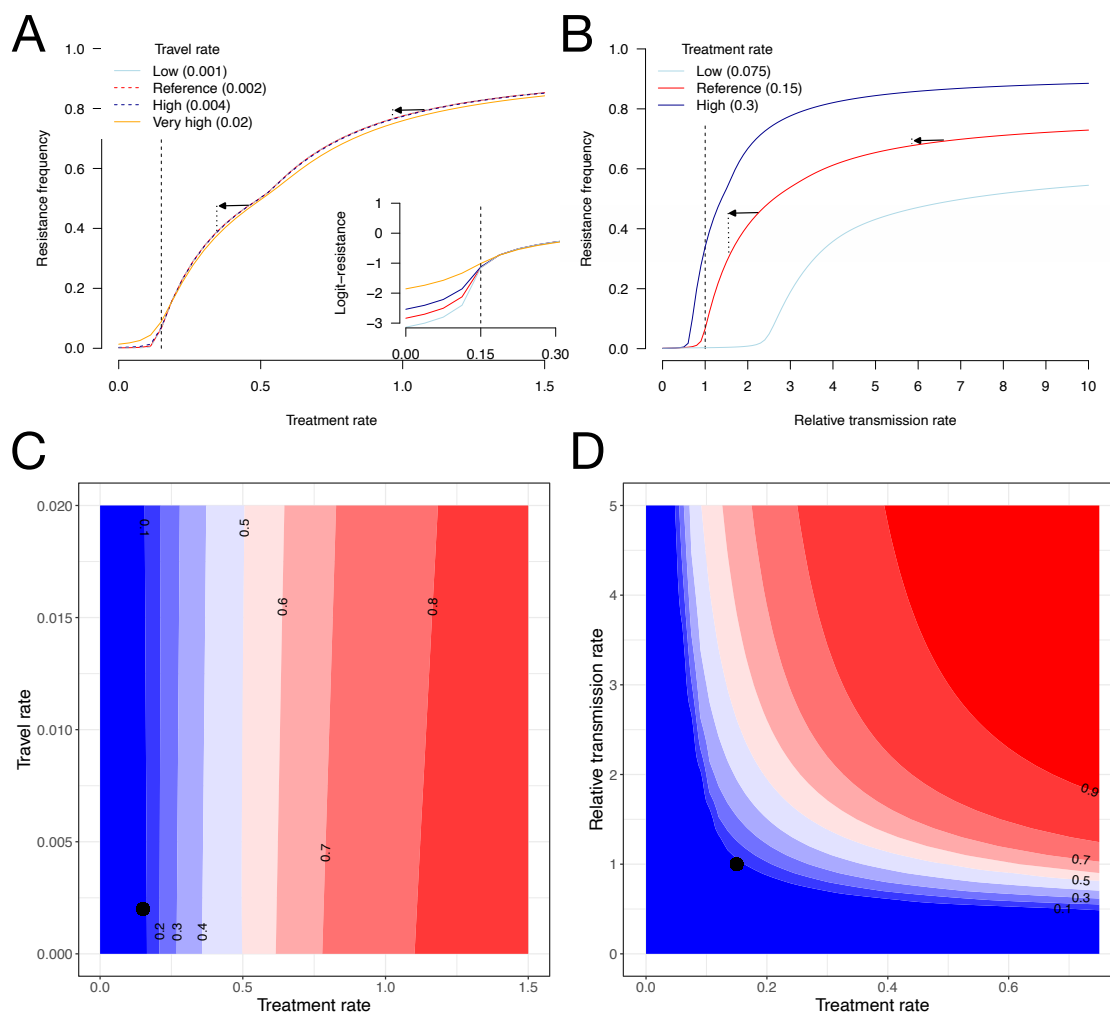 A
Travel rate
Low (0.001)
Reference (0.002)
High (0.004)
Very high (0.02)
1.0
0.8
0.6
0.4
0.2
0.0
Resistance frequency
0.0
0.5
1.0
1.5
Treatment rate
Logit−resistance
1
0
−1
−2
−3
0.00
0.15
0.30
B
Treatment rate
Low (0.075)
Reference (0.15)
High (0.3)
1.0
0.8
0.6
0.4
0.2
0.0
Resistance frequency
0 1 2 3 4 5 6 7 8 9 10
Relative transmission rate
C
0.020
0.015
0.010
0.005
0.000
Travel rate
0.1
0.2
0.3
0.4
0.5
0.6
0.7
0.8
0.0
0.5
1.0
1.5
Treatment rate
D
5
4
3
2
1
0
Relative transmission rate
0.9
0.7
0.5
0.3
0.1
0.0
0.2
0.4
0.6
Treatment rate